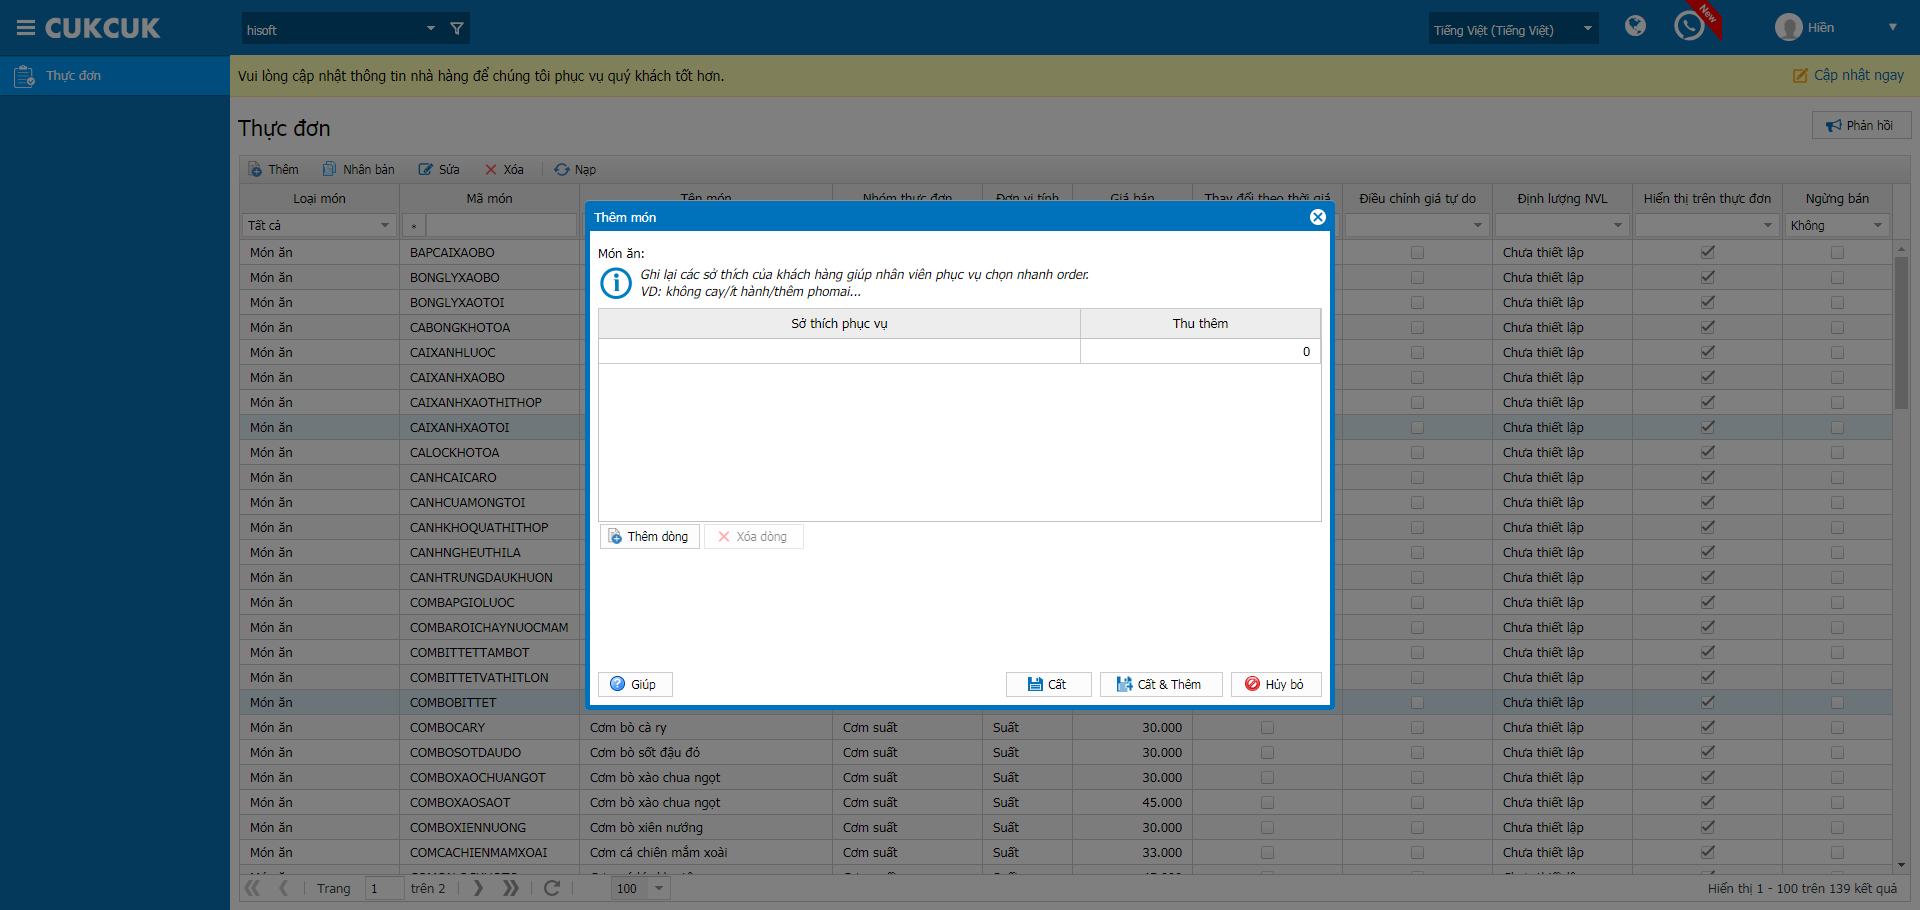 CUKCUK
hisoft
Tiếng Việt (Tiếng Việt)
New
Hiền
Thực đơn
Vui lòng cập nhật thông tin nhà hàng để chúng tôi phục vụ quý khách tốt hơn.
Cập nhật ngay
Thực đơn
Phản hồi
Thêm Nhân bản Sửa Xóa Nạp
Loại món Mã món Tên món Nhóm thực đơn Đơn vị tính Giá bán Thay đổi theo thời giá Điều chỉnh giá tự do Định lượng NVL Hiển thị trên thực đơn Ngừng bán
Tất cả * Không
Thêm món
Món ăn:
Ghi lại các sở thích của khách hàng giúp nhân viên phục vụ chọn nhanh order.
VD: không cay/ít hành/thêm phomai...
Sở thích phục vụ Thu thêm
0
Thêm dòng Xóa dòng
Giúp Cất Cất & Thêm Hủy bỏ
Món ăn BAPCAIXAOBO Chưa thiết lập
Món ăn BONGLYXAOBO Chưa thiết lập
Món ăn BONGLYXAOTOI Chưa thiết lập
Món ăn CABONGKHOTOA Chưa thiết lập
Món ăn CAIXANHLUOC Chưa thiết lập
Món ăn CAIXANHXAOBO Chưa thiết lập
Món ăn CAIXANHXAOTHITHOP Chưa thiết lập
Món ăn CAIXANHXAOTOI Chưa thiết lập
Món ăn CALOCKHOTOA Chưa thiết lập
Món ăn CANHCAICARO Chưa thiết lập
Món ăn CANHCUAMONGTOI Chưa thiết lập
Món ăn CANHKHOQUATHITHOP Chưa thiết lập
Món ăn CANHNGHEUTHILA Chưa thiết lập
Món ăn CANHTRUNGDAUKHUON Chưa thiết lập
Món ăn COMBAPGIOLUOC Chưa thiết lập
Món ăn COMBAROICHAYNUOCMAM Chưa thiết lập
Món ăn COMBITTETTAMBOT Chưa thiết lập
Món ăn COMBITTETVATHITLON Chưa thiết lập
Món ăn COMBOBITTET Chưa thiết lập
Món ăn COMBOCARY Cơm bò cà ry Cơm suất Suất 30.000 Chưa thiết lập
Món ăn COMBOSOTDAUDO Cơm bò sốt đậu đỏ Cơm suất Suất 30.000 Chưa thiết lập
Món ăn COMBOXAOCHUANGOT Cơm bò xào chua ngọt Cơm suất Suất 30.000 Chưa thiết lập
Món ăn COMBOXAOSAOT Cơm bò xào chua ngọt Cơm suất Suất 45.000 Chưa thiết lập
Món ăn COMBOXIENNUONG Cơm bò xiên nướng Cơm suất Suất 30.000 Chưa thiết lập
Món ăn COMCACHIENMAMXOAI Cơm cá chiên mắm xoài Cơm suất Suất 33.000 Chưa thiết lập
Trang 1 trên 2 100 Hiển thị 1 - 100 trên 139 kết quả